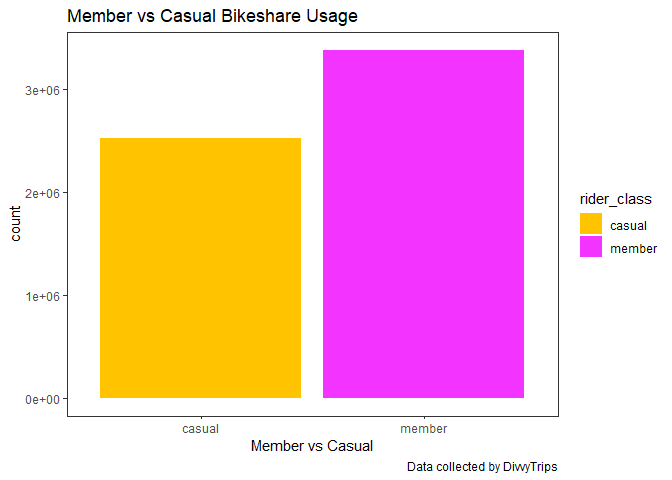 Member vs Casual Bikeshare Usage
3e+06
2e+06
1e+06
0e+00
count
casual
member
Member vs Casual
rider_class
casual
member
Data collected by DivvyTrips